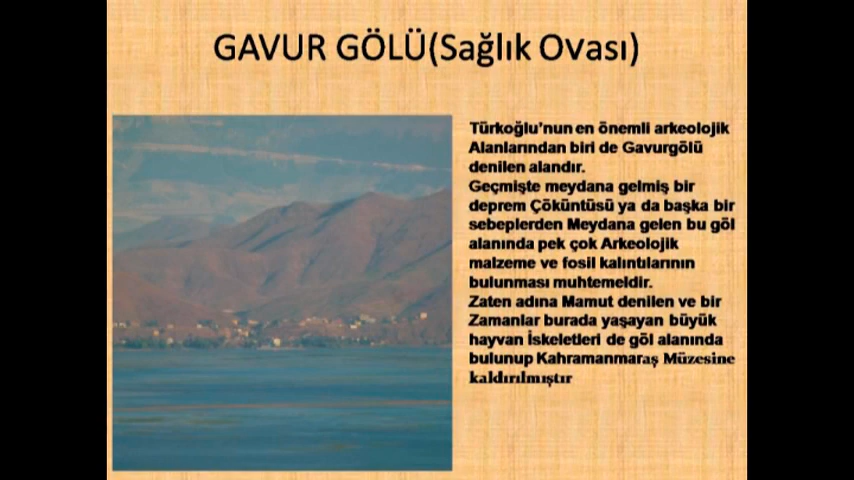 GAVUR GÖLÜ(Sağlık Ovası)
Türkoğlu'nun en önemli arkeolojik
Alanlarından biri de Gavurgölü
denilen alandır.
Geçmişte meydana gelmiş bir
deprem Çöküntüsü ya da başka bir
sebeplerden Meydana gelen bu göl
alanında pek çok Arkeolojik
malzeme ve fosil kalıntılarının
bulunması muhtemeldir.
Zaten adına Mamut denilen ve bir
Zamanlar burada yaşayan büyük
hayvan İskeletleri de göl alanında
bulunup Kahramanmaraş Müzesine
kaldırılmıştır